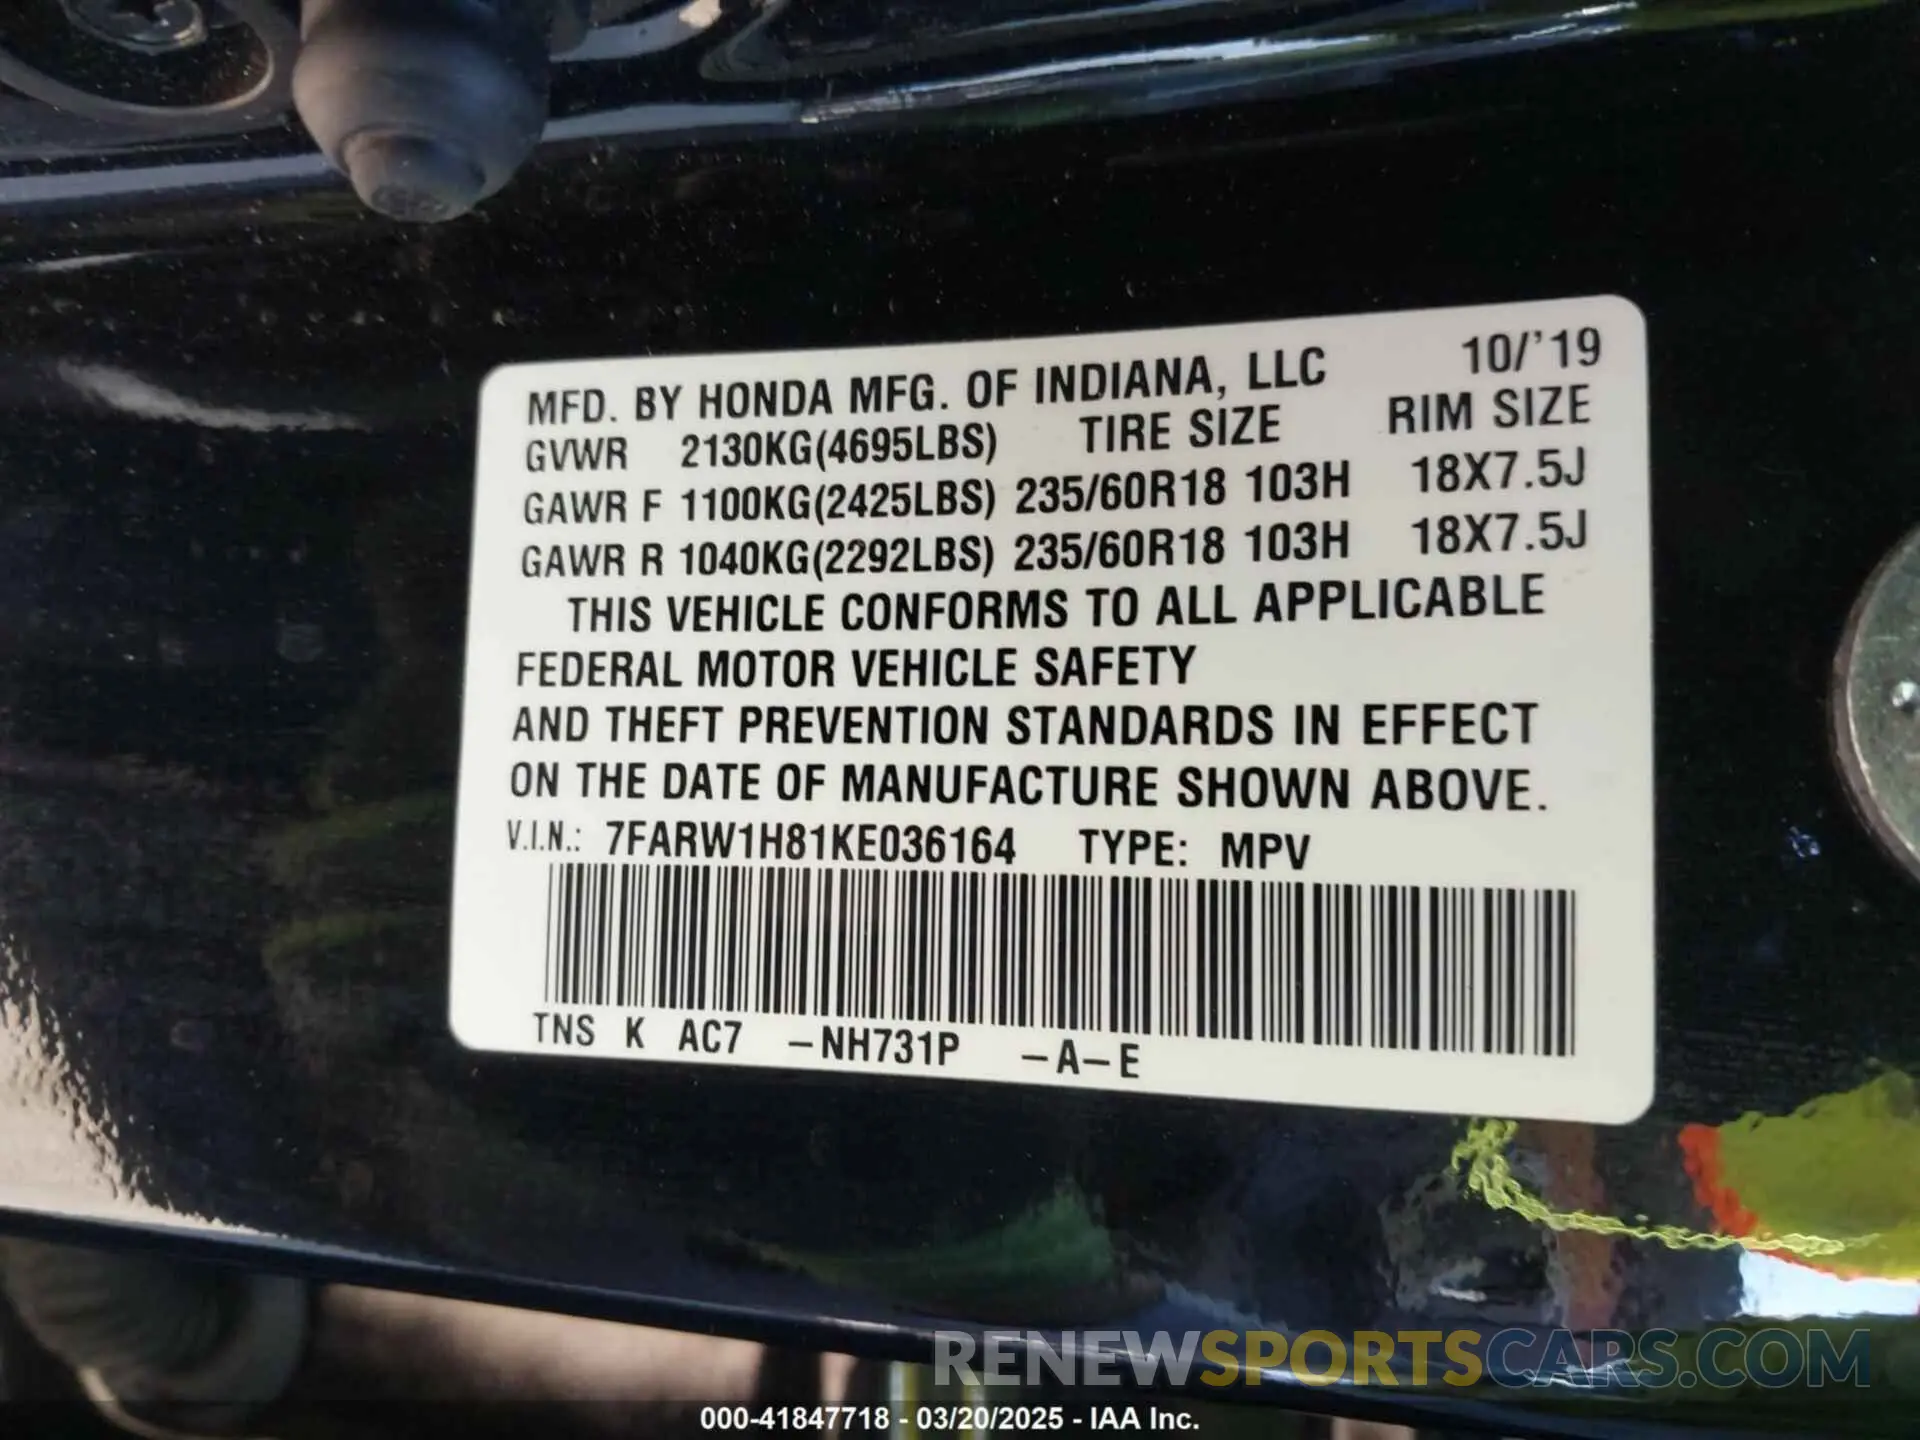 MFD. BY HONDA MFG. OF INDIANA, LLC 10/'19
GVWR 2130KG(4695LBS) TIRE SIZE RIM SIZE
GAWR F 1100KG(2425LBS) 235/60R18 103H 18X7.5J
GAWR R 1040KG(2292LBS) 235/60R18 103H 18X7.5J
THIS VEHICLE CONFORMS TO ALL APPLICABLE
FEDERAL MOTOR VEHICLE SAFETY
AND THEFT PREVENTION STANDARDS IN EFFECT
ON THE DATE OF MANUFACTURE SHOWN ABOVE.
V.I.N.: 7FARW1H81KE036164 TYPE: MPV
TNS K AC7 -NH731P -A-E
RENEWSPORTSCARS.COM
000-41847718 - 03/20/2025 - IAA Inc.